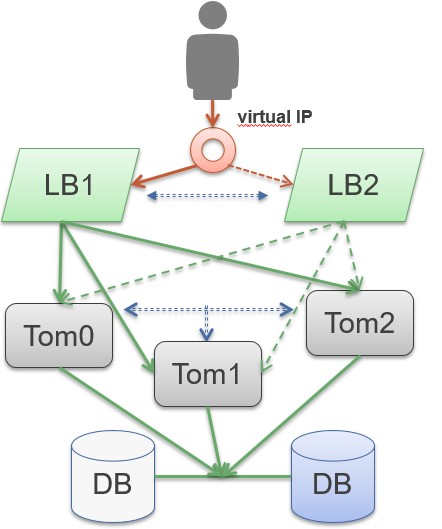 virtual IP
LB1
LB2
Tom0
Tom2
Tom1
DB
DB